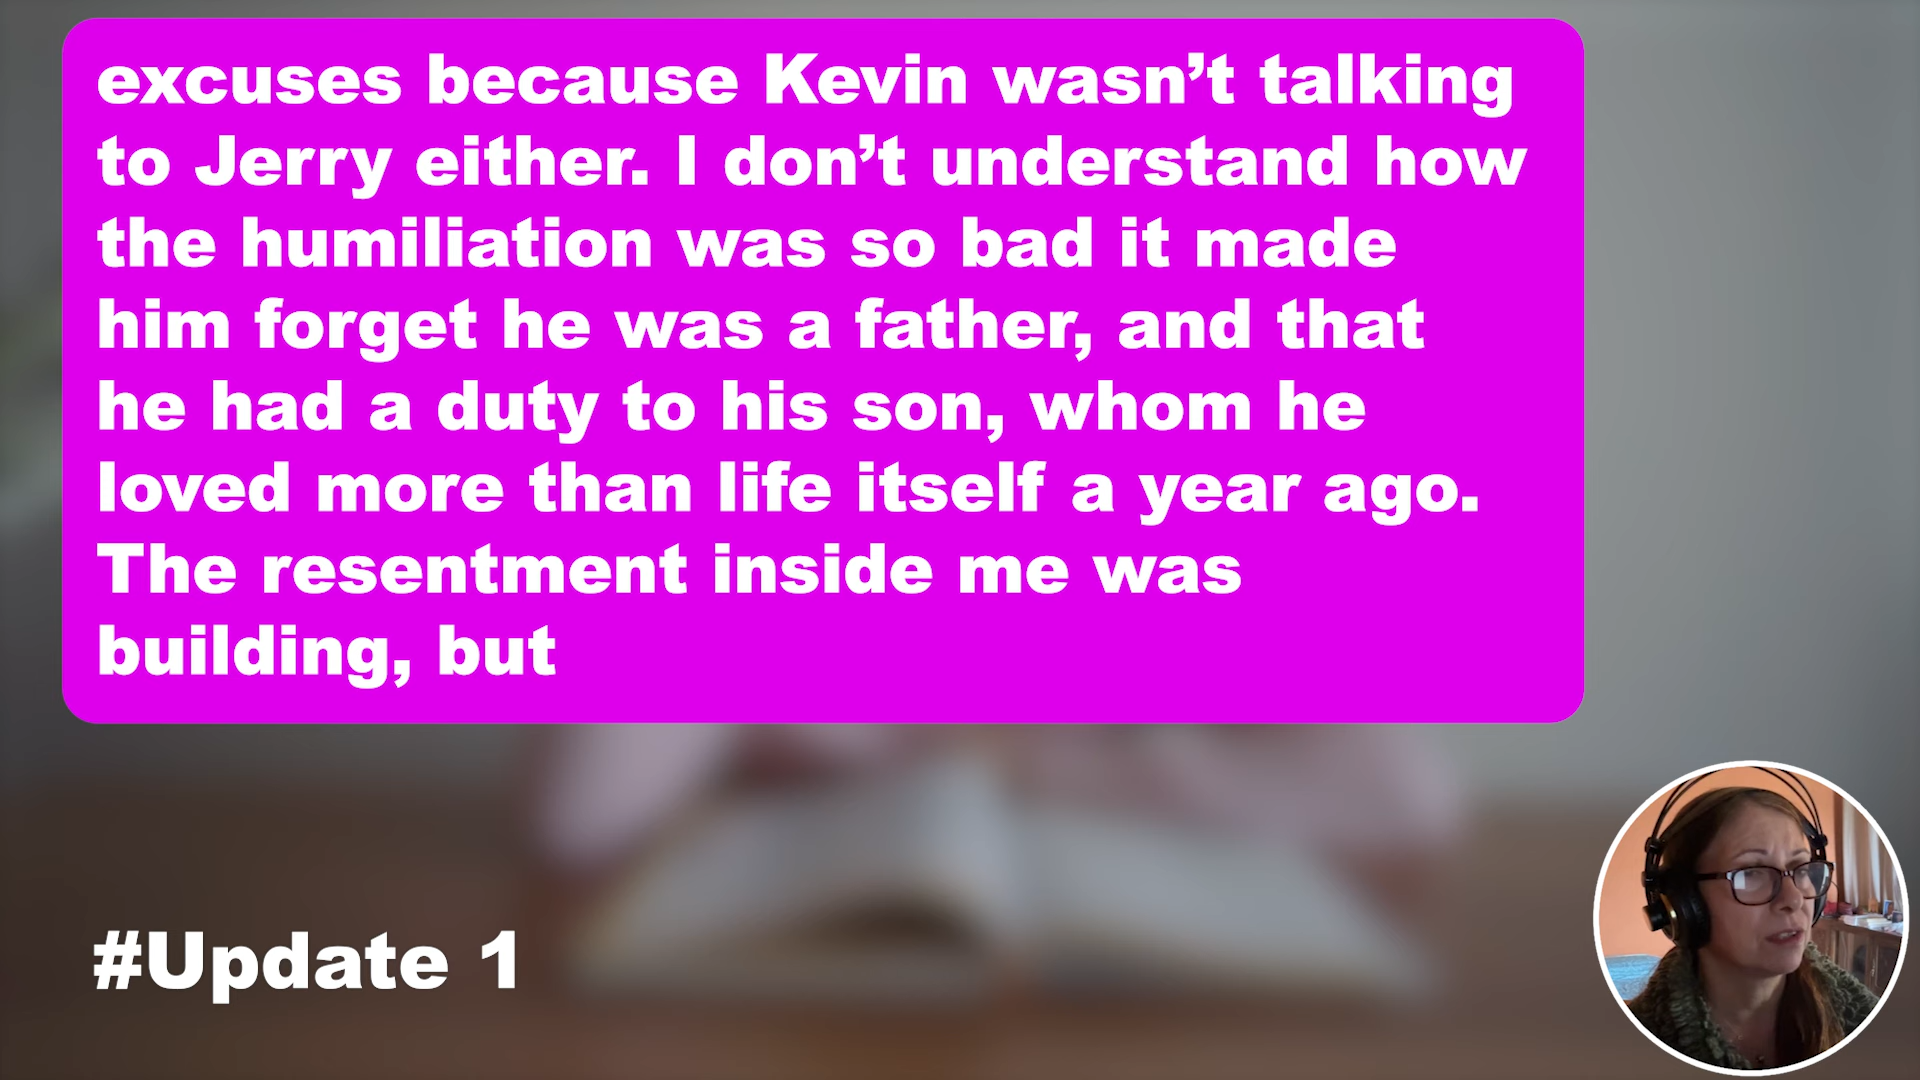 excuses because Kevin wasn’t talking
to Jerry either. I don’t understand how
the humiliation was so bad it made
him forget he was a father, and that
he had a duty to his son, whom he
loved more than life itself a year ago.
The resentment inside me was
building, but
#Update 1